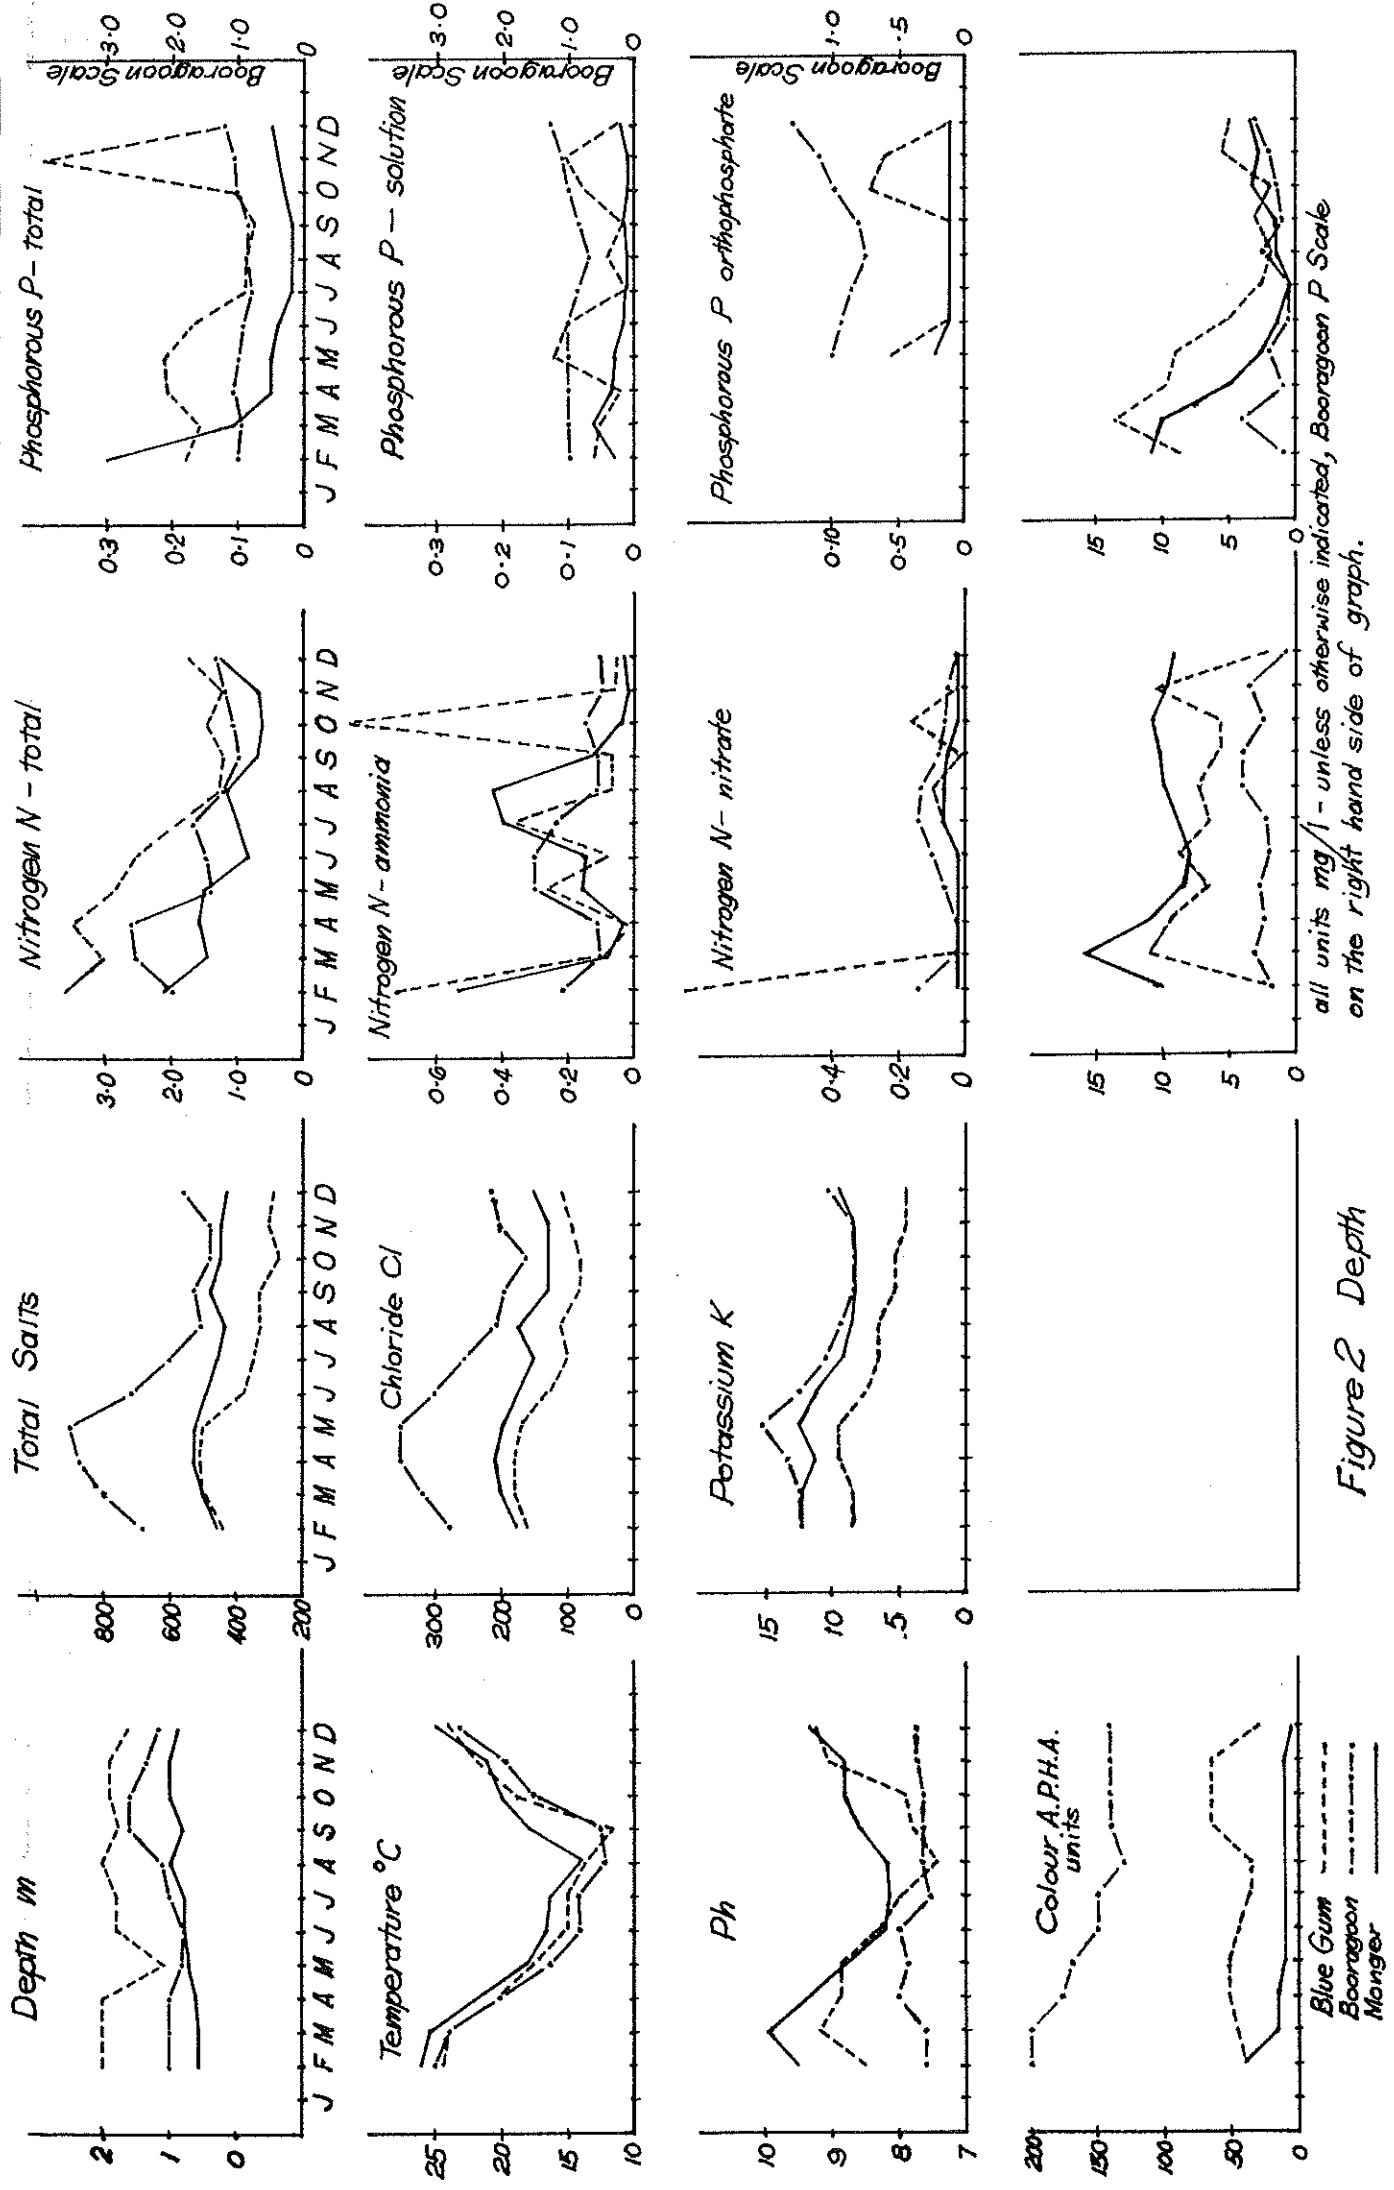 Depth m
2
1
0
J F M A M J J A S O N D
Total Salts
800
600
400
200
J F M A M J J A S O N D
Nitrogen N - total
3.0
2.0
1.0
0
J F M A M J J A S O N D
Phosphorous P - total
0.3
0.2
0.1
0
J F M A M J J A S O N D
Booragoon Scale
3.0
2.0
1.0
0
Temperature °C
25
20
15
10
Chloride Cl
300
200
100
0
Nitrogen N - ammonia
0.6
0.4
0.2
0
Phosphorous P - solution
0.3
0.2
0.1
0
Booragoon Scale
3.0
2.0
1.0
0
Ph
10
9
8
7
Potassium K
15
10
.5
0
Nitrogen N - nitrate
0.4
0.2
0
Phosphorous P orthophosphate
0.10
0.5
0
Booragoon Scale
1.0
.5
0
Colour A.P.H.A.
units
200
150
100
50
0
15
10
5
0
15
10
5
0
Blue Gum
Booragoon
Monger
Figure 2 Depth
all units mg/l - unless otherwise indicated, Booragoon P Scale
on the right hand side of graph.